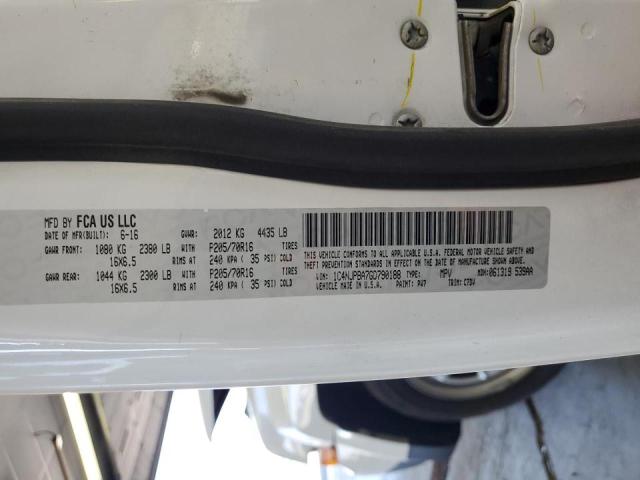 MFD BY FCA US LLC
DATE OF MFR(BUILT): 6-16 GVWR: 2012 KG 4435 LB
GAWR FRONT: 1080 KG 2380 LB WITH P205/70R16 TIRES
16X6.5 RIMS AT 240 KPA ( 35 PSI) COLD
GAWR REAR: 1044 KG 2300 LB WITH P205/70R16 TIRES
16X6.5 RIMS AT 240 KPA ( 35 PSI) COLD
THIS VEHICLE CONFORMS TO ALL APPLICABLE U.S.A. FEDERAL MOTOR VEHICLE SAFETY AND
THEFT PREVENTION STANDARDS IN EFFECT ON THE DATE OF MANUFACTURE SHOWN ABOVE.
VIN: 1C4NJPBA7GD790188 TYPE: MPV MDH: 061319 539AA
VEHICLE MADE IN U.S.A. PAINT: PW7 TRIM: C7DV